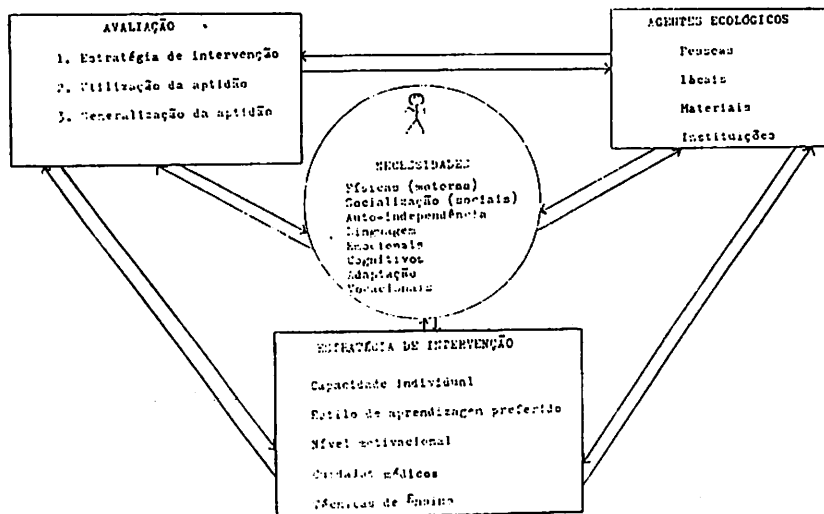 AVALIAÇÃO
1. Estratégia de intervenção
2. Utilização da aptidão
3. Generalização da aptidão
AGENTES ECOLÓGICOS
Pessoas
Locais
Materiais
Instituições
NECESSIDADES
Físicas (motoras)
Socialização (sociais)
Auto-independência
Linguagem
Emocionais
Cognitivos
Adaptação
Vocacionais
ESTRATÉGIA DE INTERVENÇÃO
Capacidade individual
Estilo de aprendizagem preferido
Nível motivacional
Cuidados médicos
Técnicas de Ensino